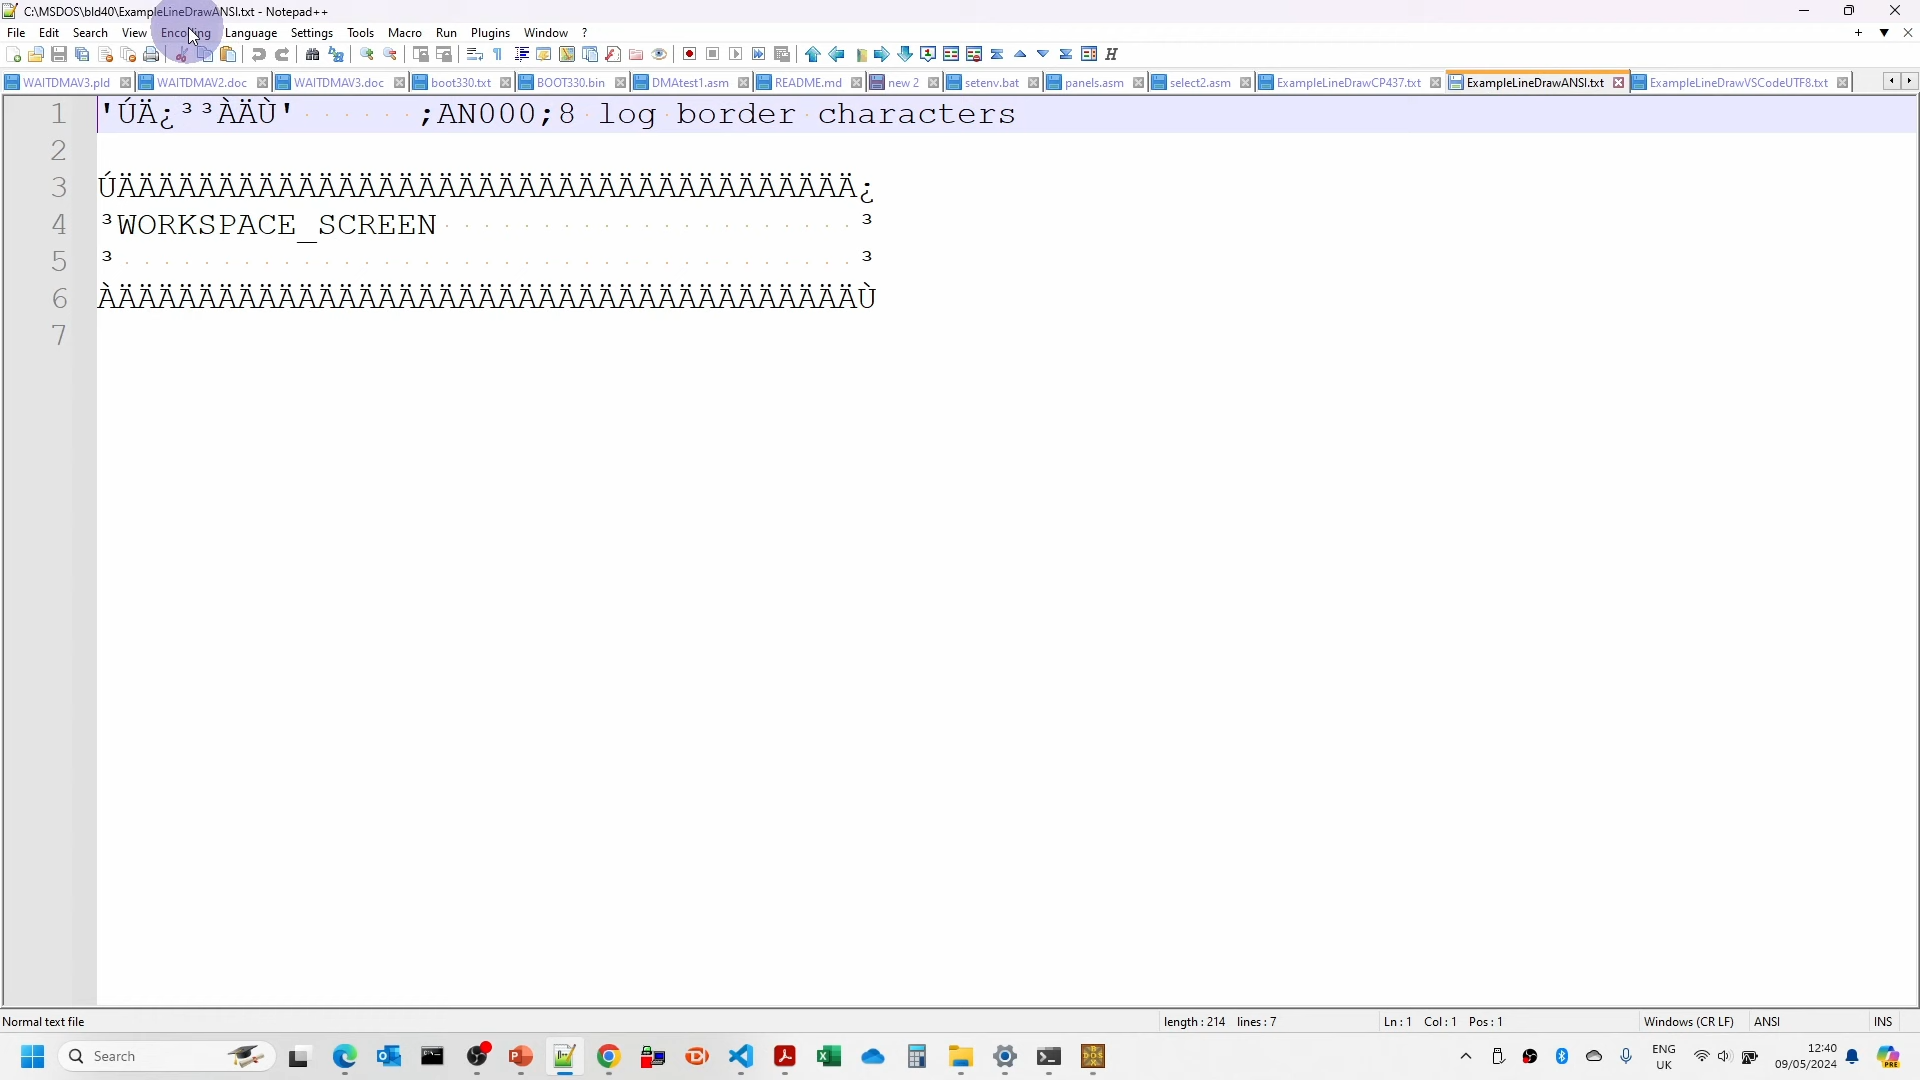 C:\MSDOS\bld40\ExampleLineDrawANSI.txt - Notepad++
File Edit Search View Encoding Language Settings Tools Macro Run Plugins Window ?
WAITDMAV3.pld WAITDMAV2.doc WAITDMAV3.doc boot330.txt BOOT330.bin DMAtest1.asm README.md new 2 setenv.bat panels.asm select2.asm ExampleLineDrawCP437.txt ExampleLineDrawANSI.txt ExampleLineDrawVSCodeUTF8.txt
1 'ÚÄ¿³³ÀÄÙ' ;AN000;8 log border characters
2
3 ÚÄÄÄÄÄÄÄÄÄÄÄÄÄÄÄÄÄÄÄÄÄÄÄÄÄÄÄÄÄÄÄÄÄÄÄÄÄ¿
4 ³WORKSPACE_SCREEN ³
5 ³ ³
6 ÀÄÄÄÄÄÄÄÄÄÄÄÄÄÄÄÄÄÄÄÄÄÄÄÄÄÄÄÄÄÄÄÄÄÄÄÄÄÙ
7
Normal text file length : 214 lines : 7 Ln : 1 Col : 1 Pos : 1 Windows (CR LF) ANSI INS
Search ENG 12:40
UK 09/05/2024